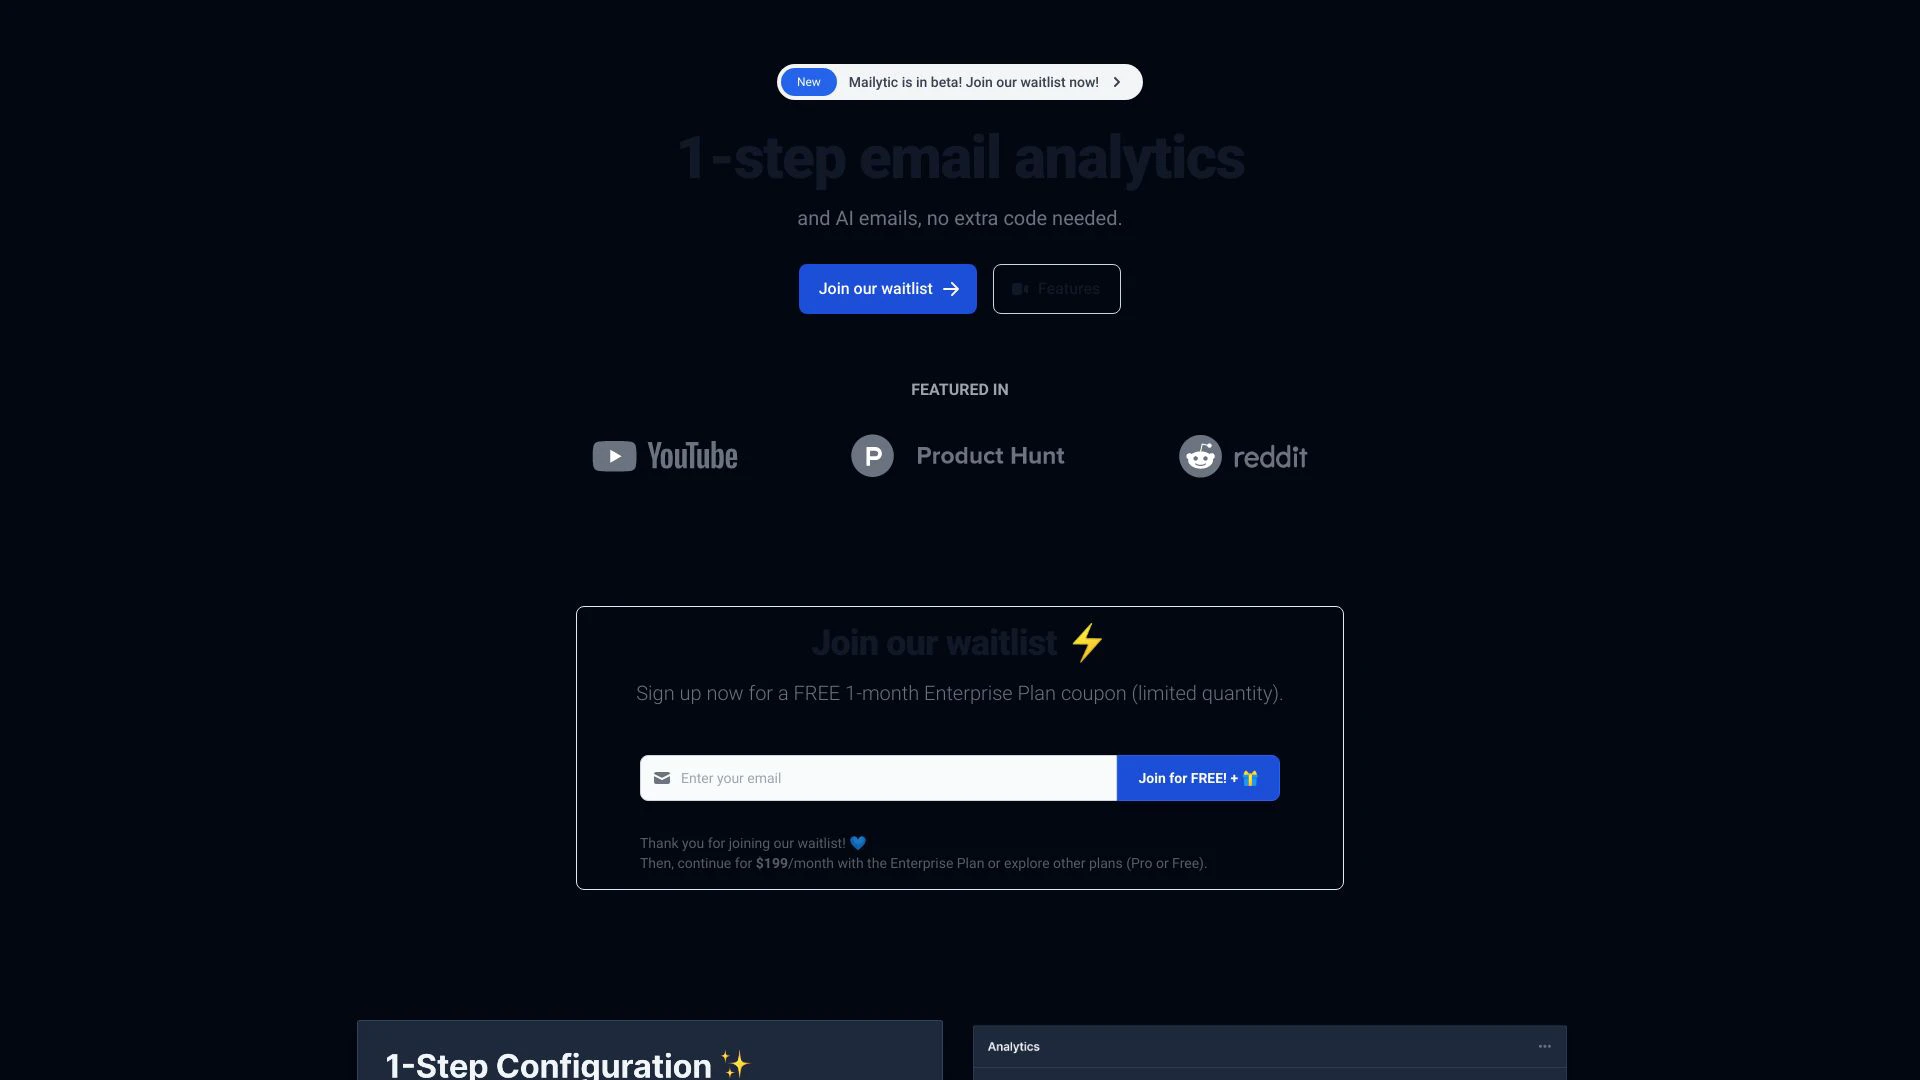 New Mailytic is in beta! Join our waitlist now!
1-step email analytics
and AI emails, no extra code needed.
Join our waitlist
Features
FEATURED IN
YouTube
P Product Hunt
reddit
Join our waitlist ⚡
Sign up now for a FREE 1-month Enterprise Plan coupon (limited quantity).
Enter your email
Join for FREE! + 🎁
Thank you for joining our waitlist! 💙
Then, continue for $199/month with the Enterprise Plan or explore other plans (Pro or Free).
1-Step Configuration ✨
Analytics